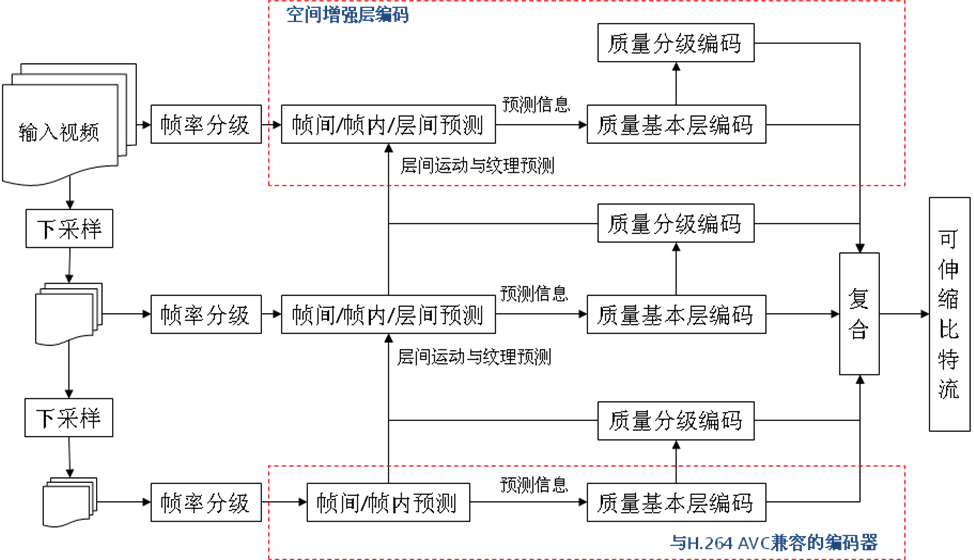 空间增强层编码
质量分级编码
输入视频
帧率分级
帧间/帧内/层间预测
预测信息
质量基本层编码
层间运动与纹理预测
下采样
质量分级编码
帧率分级
帧间/帧内/层间预测
预测信息
质量基本层编码
复合
可伸缩比特流
层间运动与纹理预测
下采样
质量分级编码
帧率分级
帧间/帧内预测
预测信息
质量基本层编码
与H.264 AVC兼容的编码器